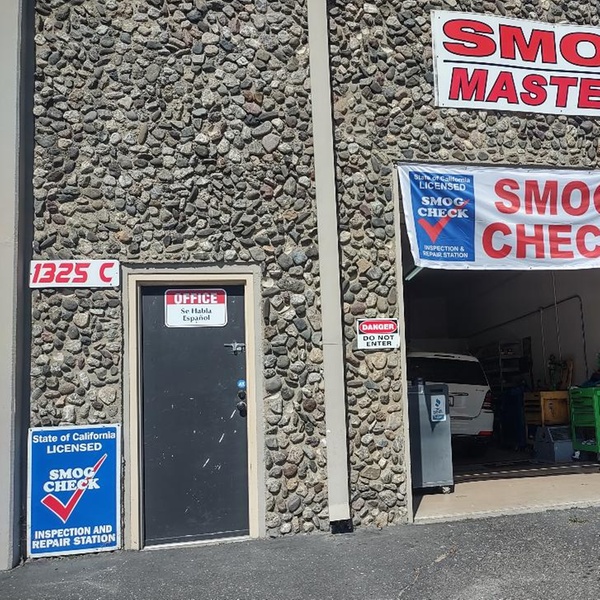 SMO
MASTE
State of California
LICENSED
SMOG
CHECK
INSPECTION &
REPAIR STATION
SMOG
CHEC
1325 C
OFFICE
Se Habla
Español
DANGER
DO NOT
ENTER
State of California
LICENSED
SMOG
CHECK
INSPECTION AND
REPAIR STATION